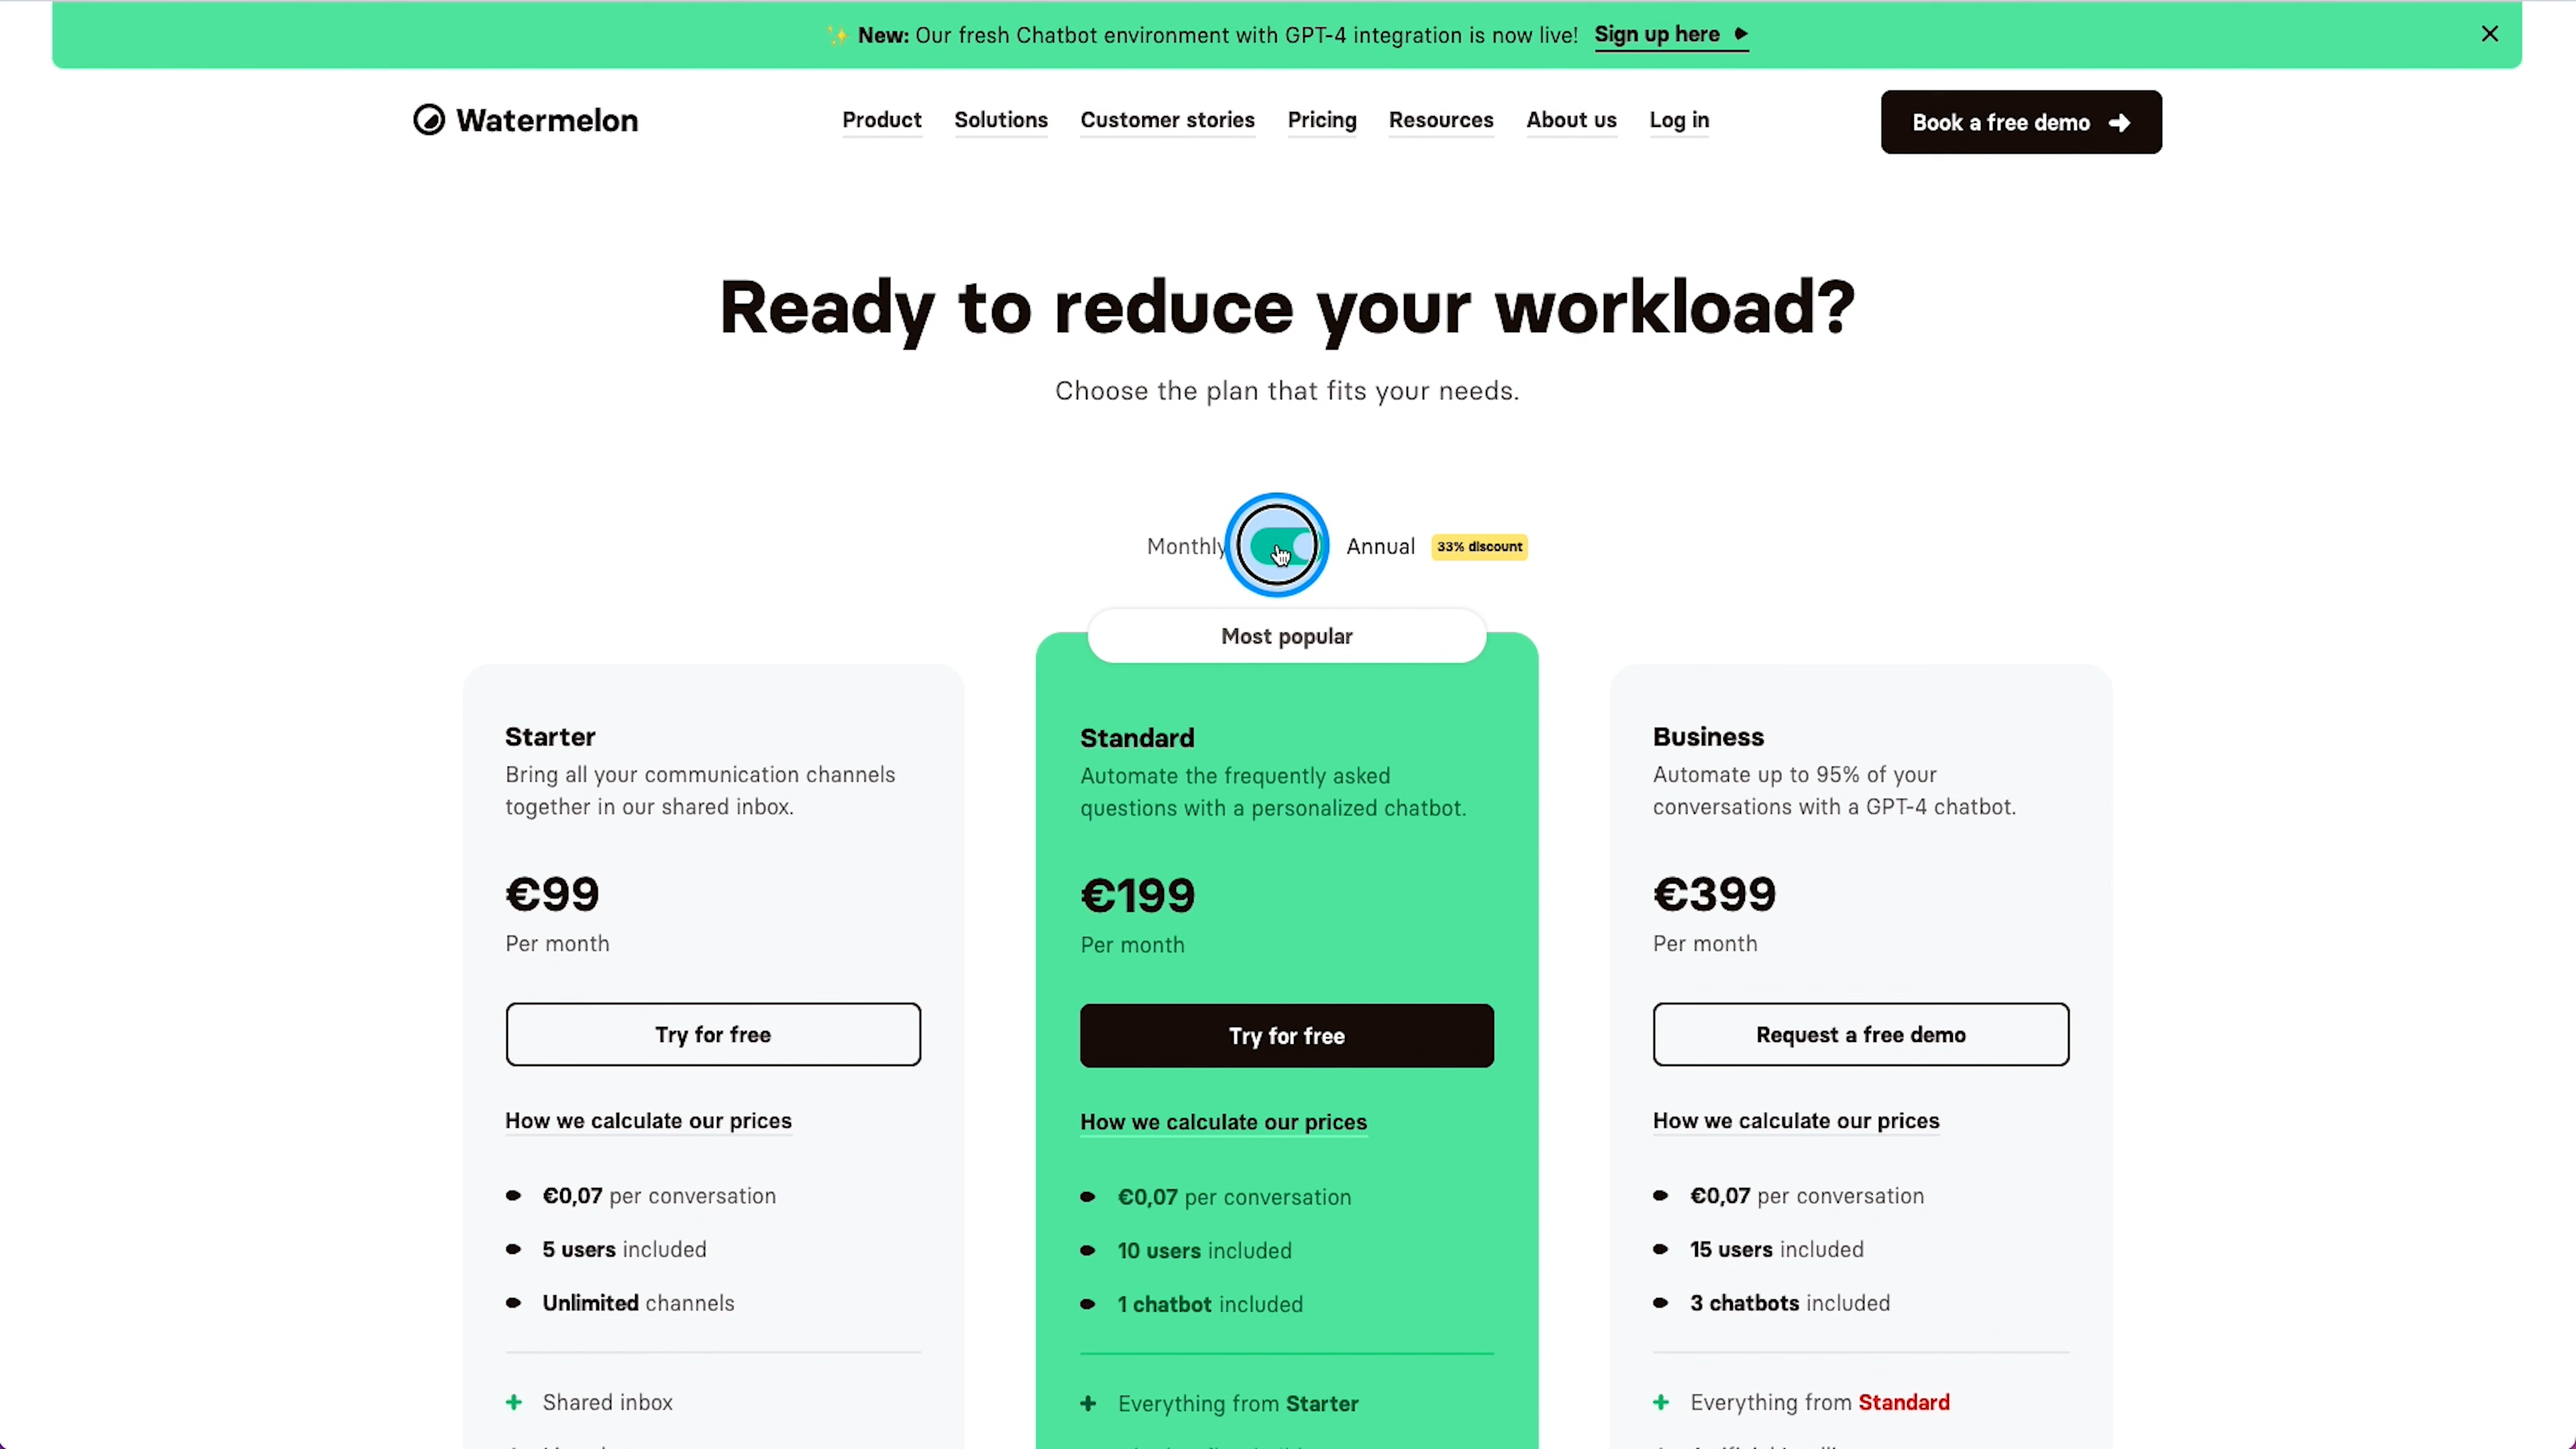 ✨ New: Our fresh Chatbot environment with GPT-4 integration is now live! Sign up here
Watermelon
Product Solutions Customer stories Pricing Resources About us Log in
Book a free demo
Ready to reduce your workload?
Choose the plan that fits your needs.
Monthly Annual 33% discount
Most popular
Starter
Bring all your communication channels
together in our shared inbox.
€99
Per month
Try for free
How we calculate our prices
€0,07 per conversation
5 users included
Unlimited channels
Shared inbox
Standard
Automate the frequently asked
questions with a personalized chatbot.
€199
Per month
Try for free
How we calculate our prices
€0,07 per conversation
10 users included
1 chatbot included
Everything from Starter
Business
Automate up to 95% of your
conversations with a GPT-4 chatbot.
€399
Per month
Request a free demo
How we calculate our prices
€0,07 per conversation
15 users included
3 chatbots included
Everything from Standard